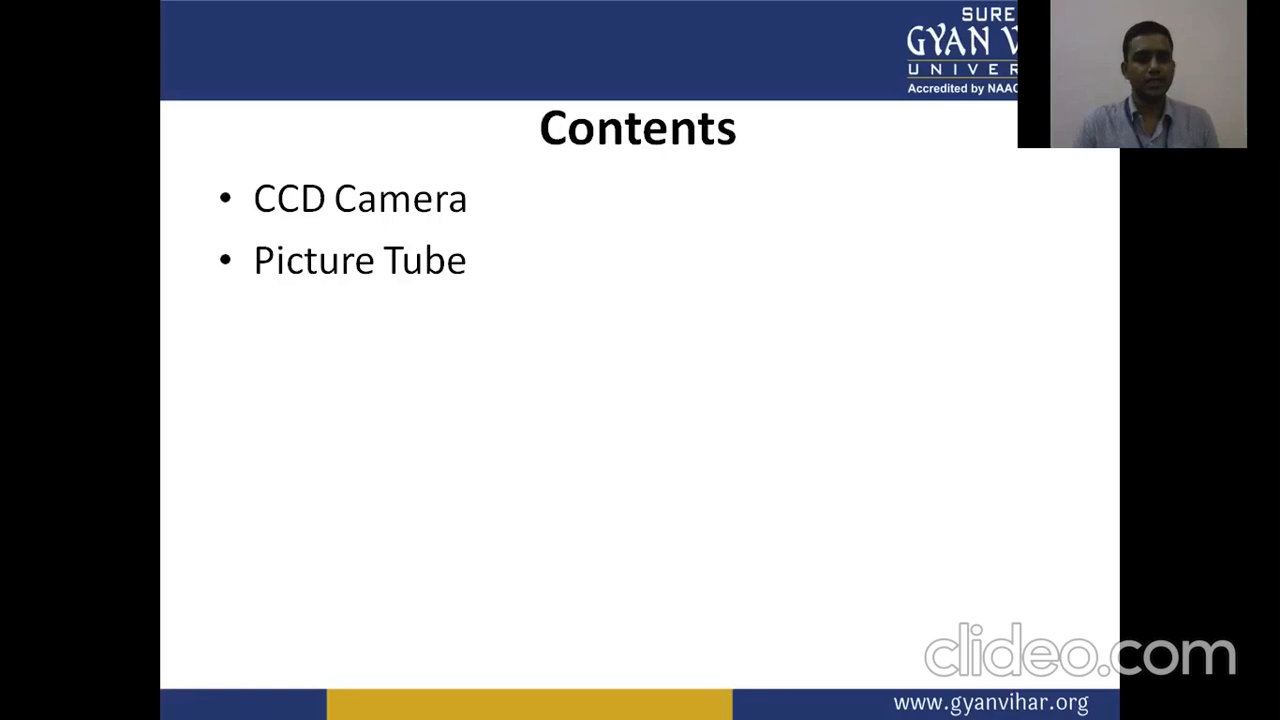 SURE
GYAN V
UNIVER
Accredited by NAAC
Contents
• CCD Camera
• Picture Tube
clideo.com
www.gyanvihar.org